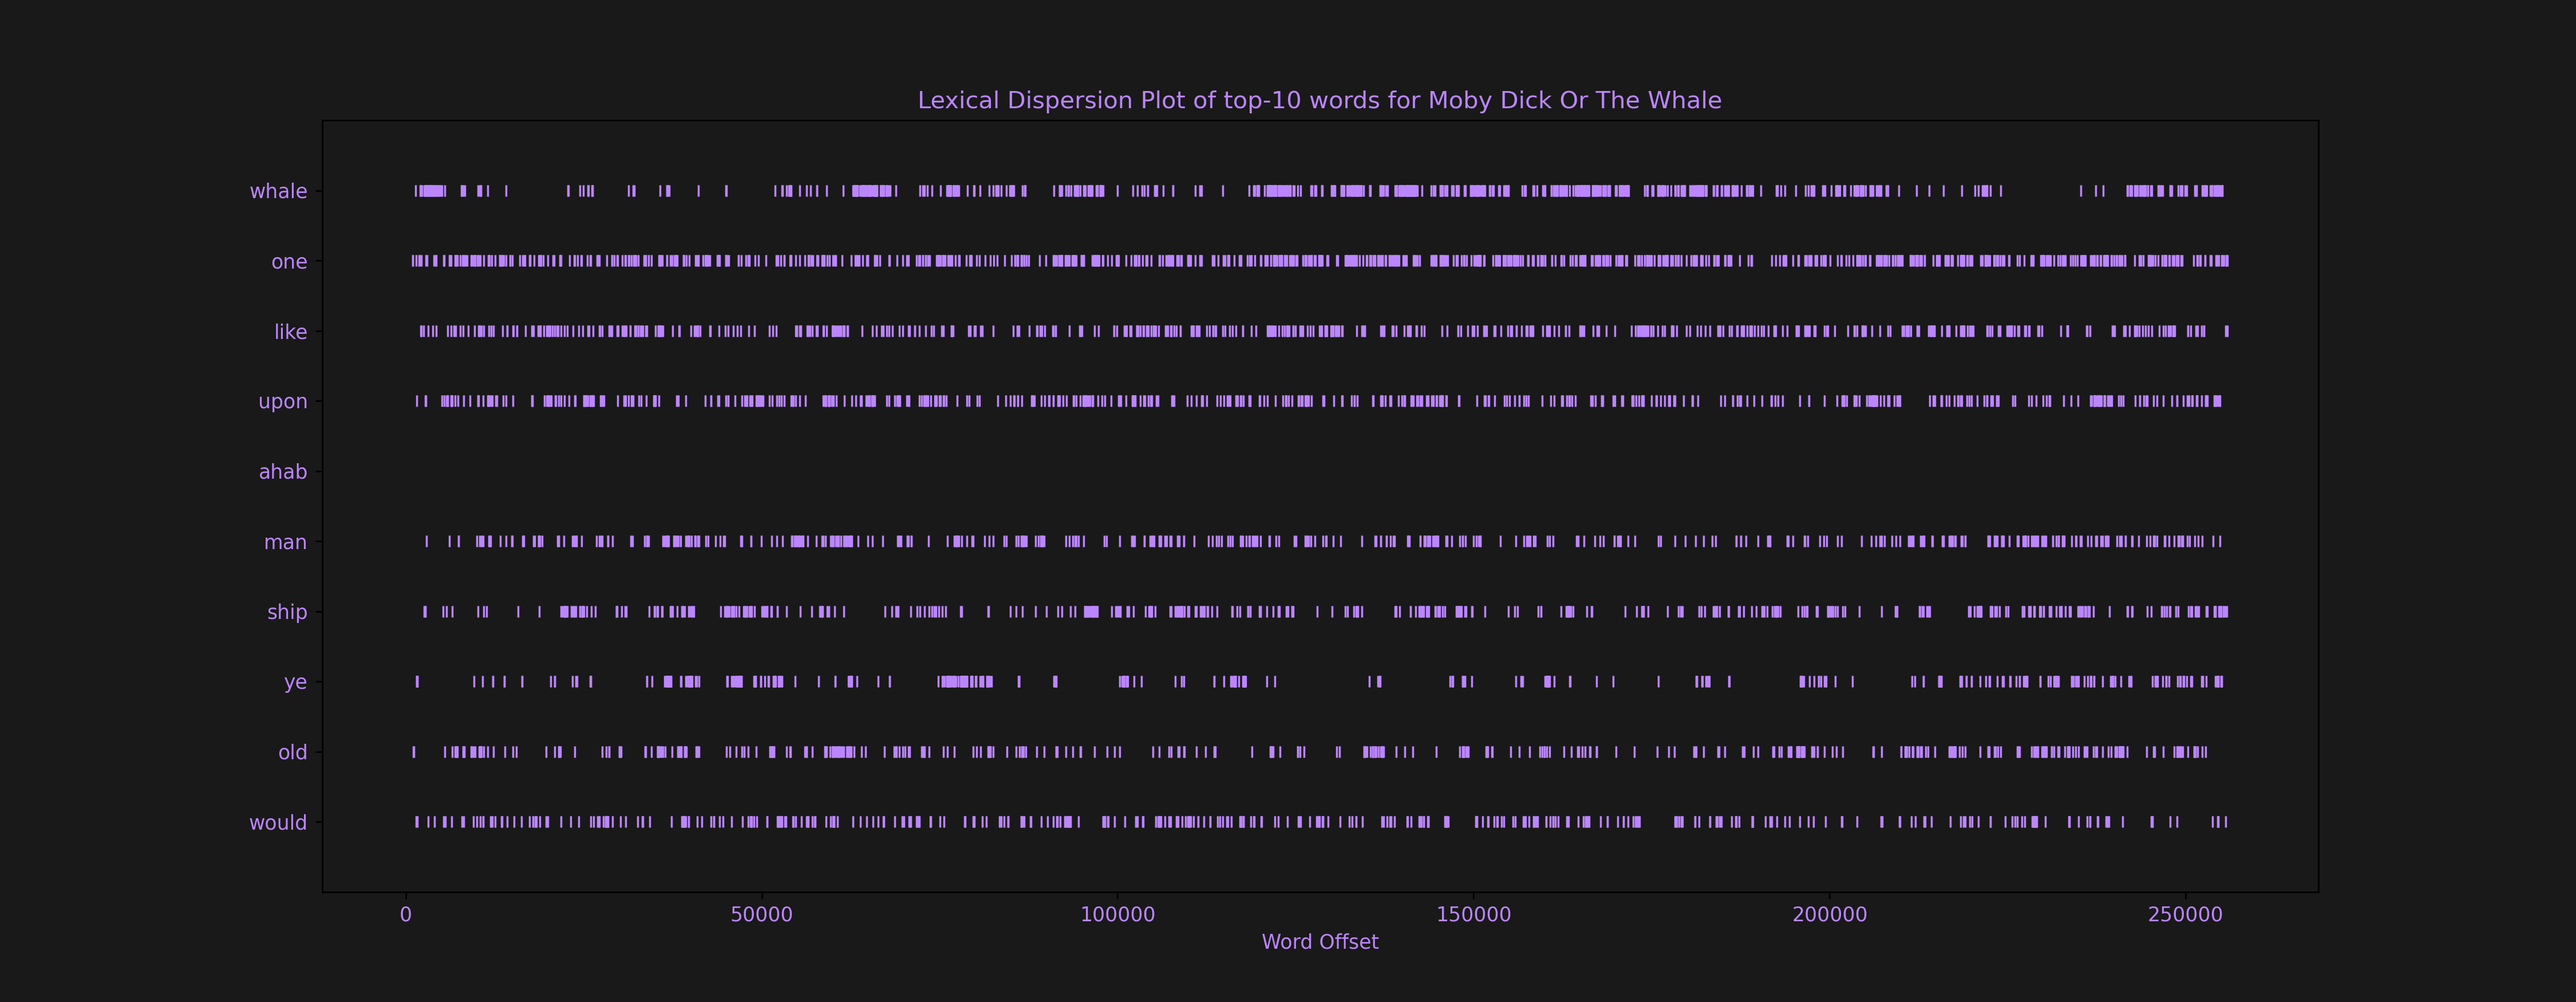 Lexical Dispersion Plot of top-10 words for Moby Dick Or The Whale
whale
one
like
upon
ahab
man
ship
ye
old
would
0 50000 100000 150000 200000 250000
Word Offset